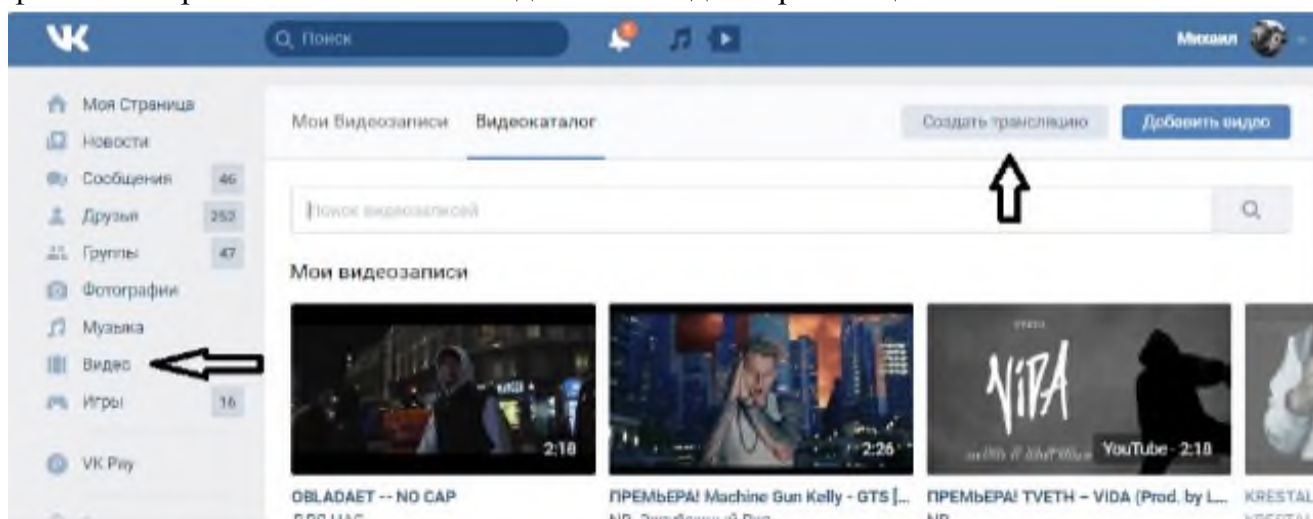 Поиск
Михаил
Моя Страница
Новости
Сообщения 46
Друзья 252
Группы 47
Фотографии
Музыка
Видео
Игры 16
VK Pay
Мои Видеозаписи Видеокаталог Создать трансляцию Добавить видео
Поиск видеозаписей
Мои видеозаписи
2:18
2:26
VIDA
YouTube · 2:18
OBLADAET -- NO CAP
ПРЕМЬЕРА! Machine Gun Kelly - GTS [...
ПРЕМЬЕРА! TVETH – VIDA (Prod. by L...
KRESTAL